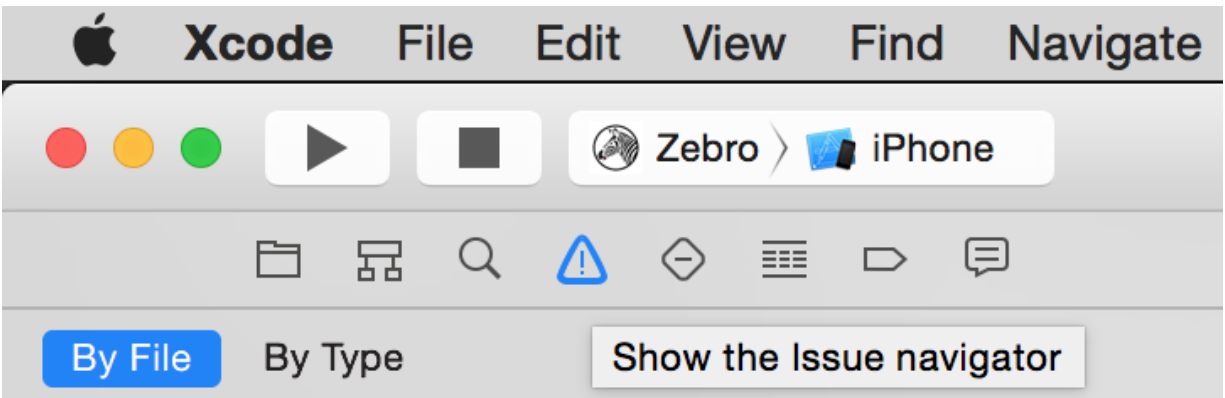 Xcode File Edit View Find Navigate
Zebro iPhone
By File By Type Show the Issue navigator